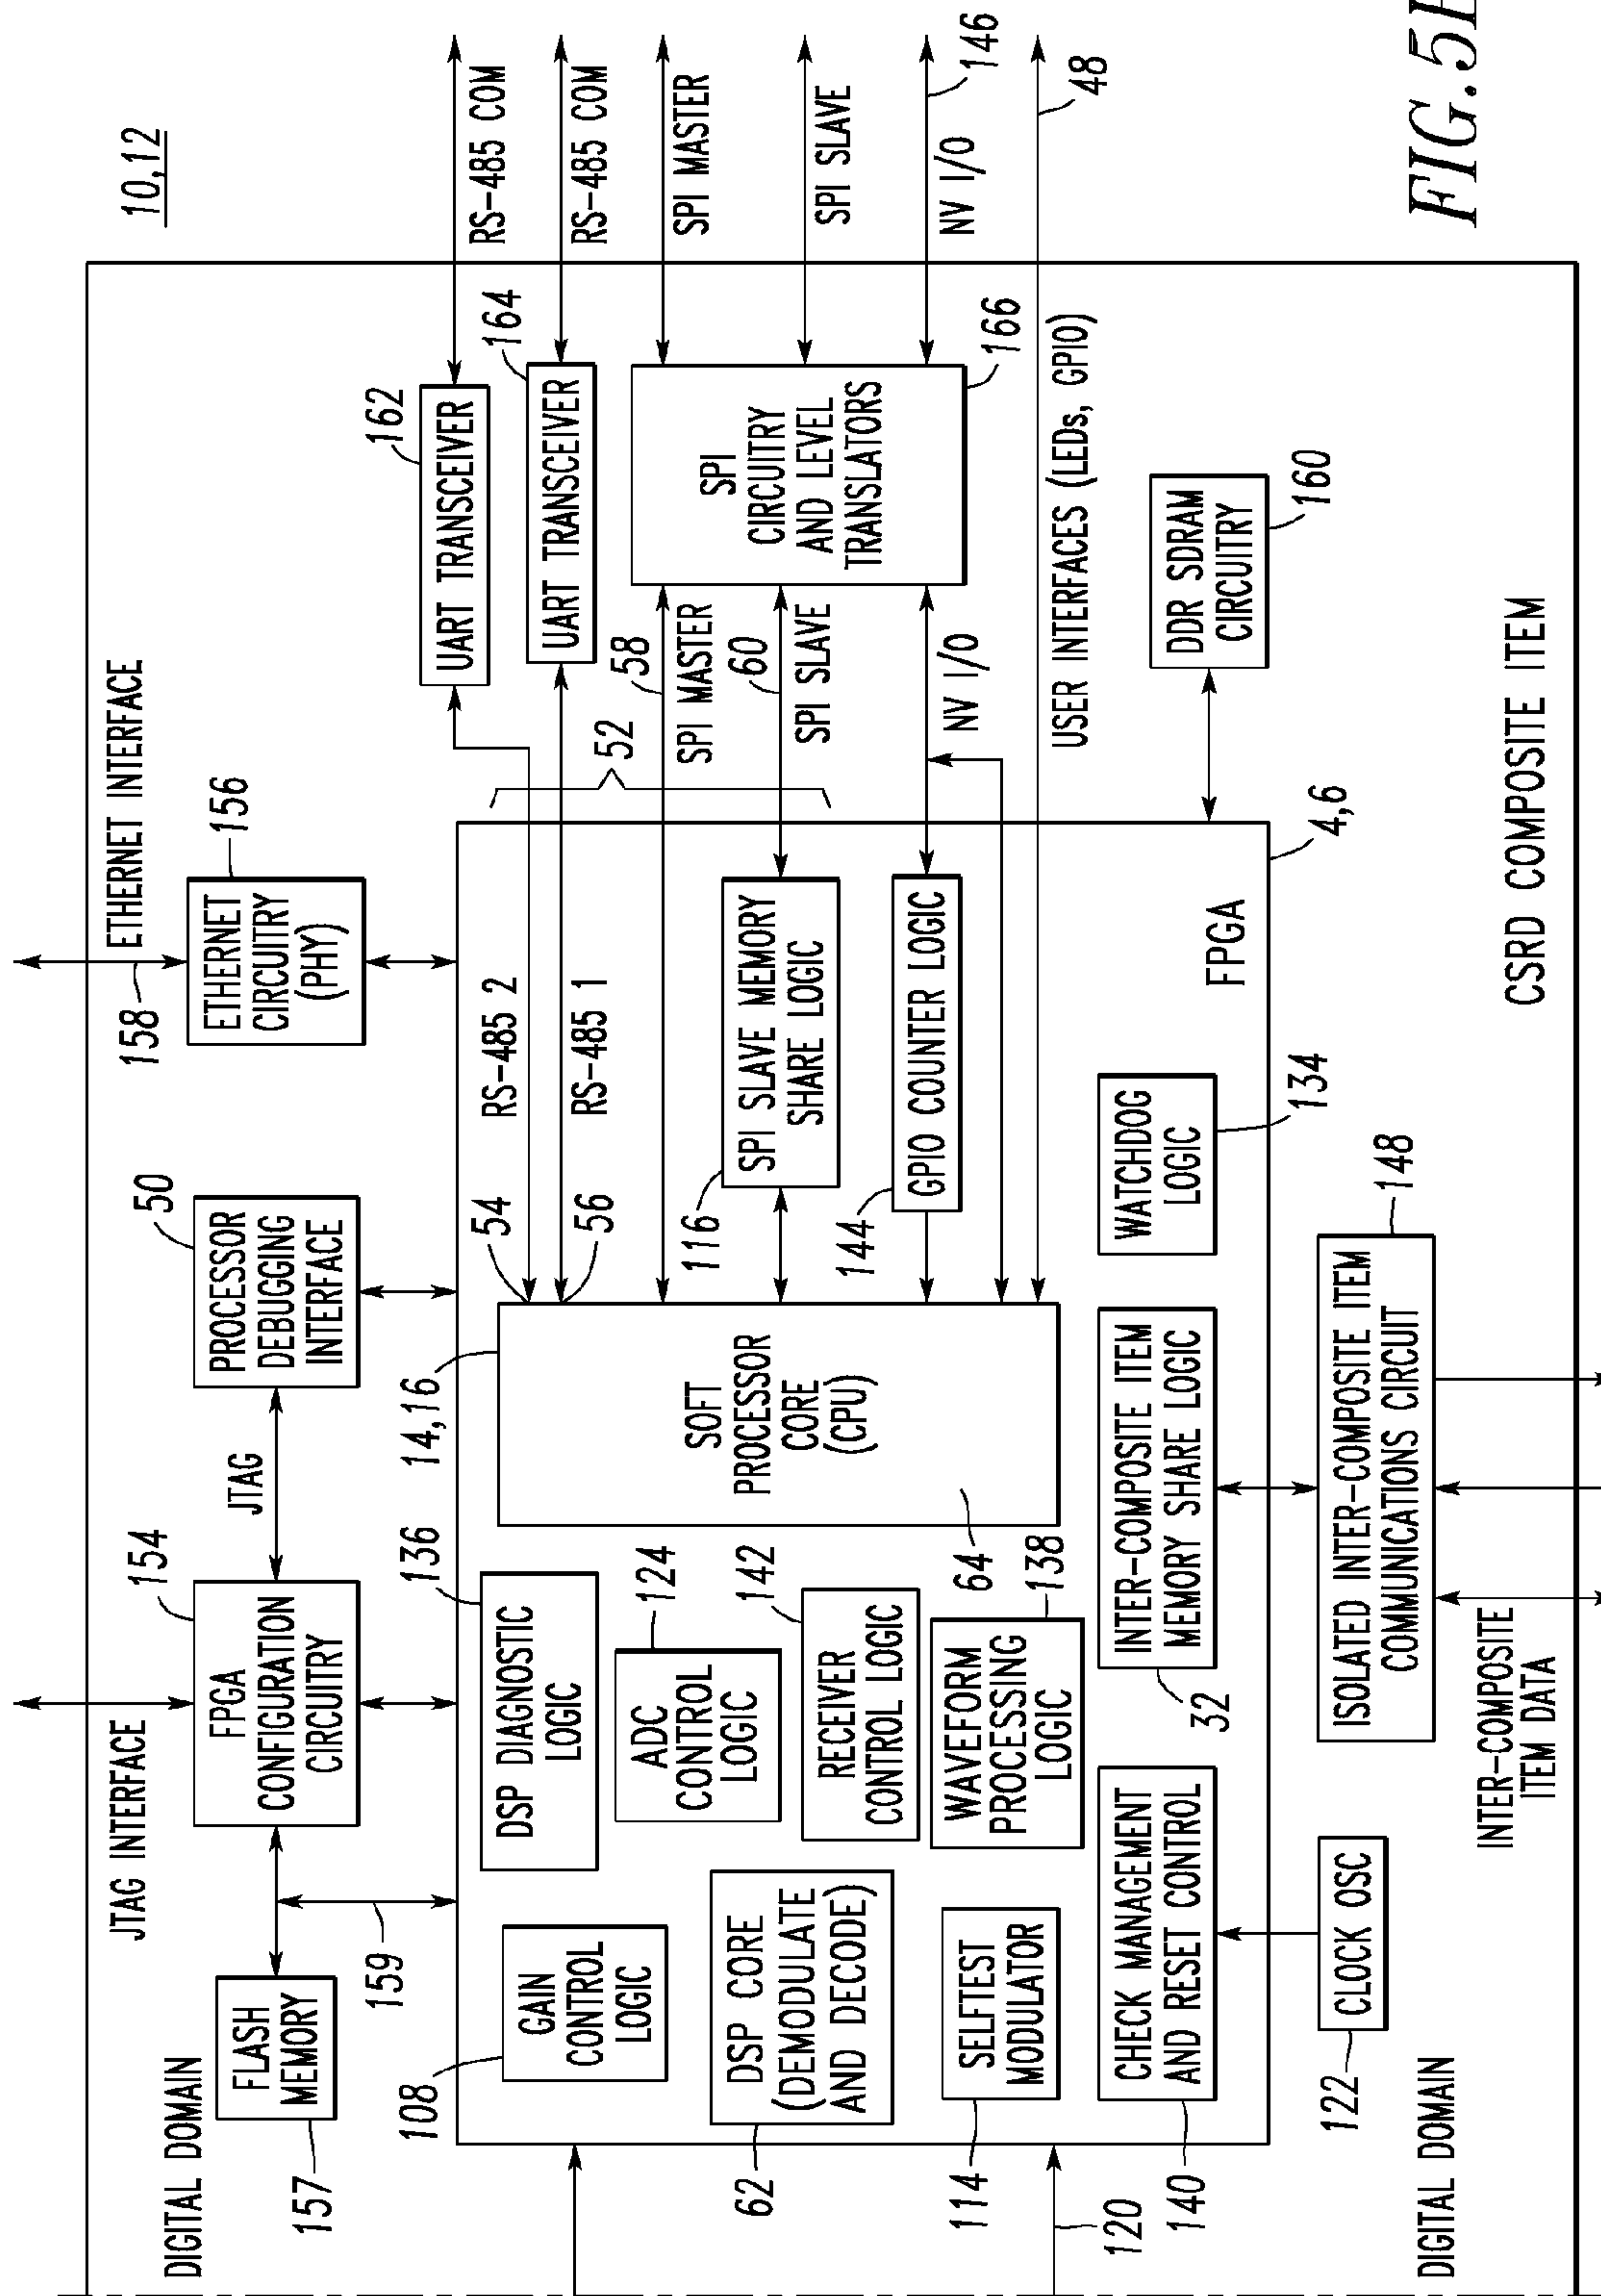 10,12
DIGITAL DOMAIN
JTAG INTERFACE
ETHERNET INTERFACE
157
FLASH
MEMORY
159
154
FPGA
CONFIGURATION
CIRCUITRY
JTAG
50
PROCESSOR
DEBUGGING
INTERFACE
158
156
ETHERNET
CIRCUITRY
(PHY)
162
UART TRANSCEIVER
RS-485 COM
164
UART TRANSCEIVER
RS-485 COM
108
GAIN
CONTROL
LOGIC
136
DSP DIAGNOSTIC
LOGIC
14,16
SOFT
PROCESSOR
CORE
(CPU)
64
54
56
RS-485 2
RS-485 1
52
58
SPI MASTER
60
SPI SLAVE
NV I/O
SPI
CIRCUITRY
AND LEVEL
TRANSLATORS
166
SPI MASTER
SPI SLAVE
NV I/O
146
48
USER INTERFACES (LEDs, GPIO)
124
ADC
CONTROL
LOGIC
62
DSP CORE
(DEMODULATE
AND DECODE)
142
RECEIVER
CONTROL LOGIC
138
WAVEFORM
PROCESSING
LOGIC
116
SPI SLAVE MEMORY
SHARE LOGIC
144
GPIO COUNTER LOGIC
114
SELFTEST
MODULATOR
120
140
CHECK MANAGEMENT
AND RESET CONTROL
32
INTER-COMPOSITE ITEM
MEMORY SHARE LOGIC
WATCHDOG
LOGIC
134
FPGA
4,6
DDR SDRAM
CIRCUITRY
160
122
CLOCK OSC
148
ISOLATED INTER-COMPOSITE ITEM
COMMUNICATIONS CIRCUIT
DIGITAL DOMAIN
INTER-COMPOSITE
ITEM DATA
CSRD COMPOSITE ITEM